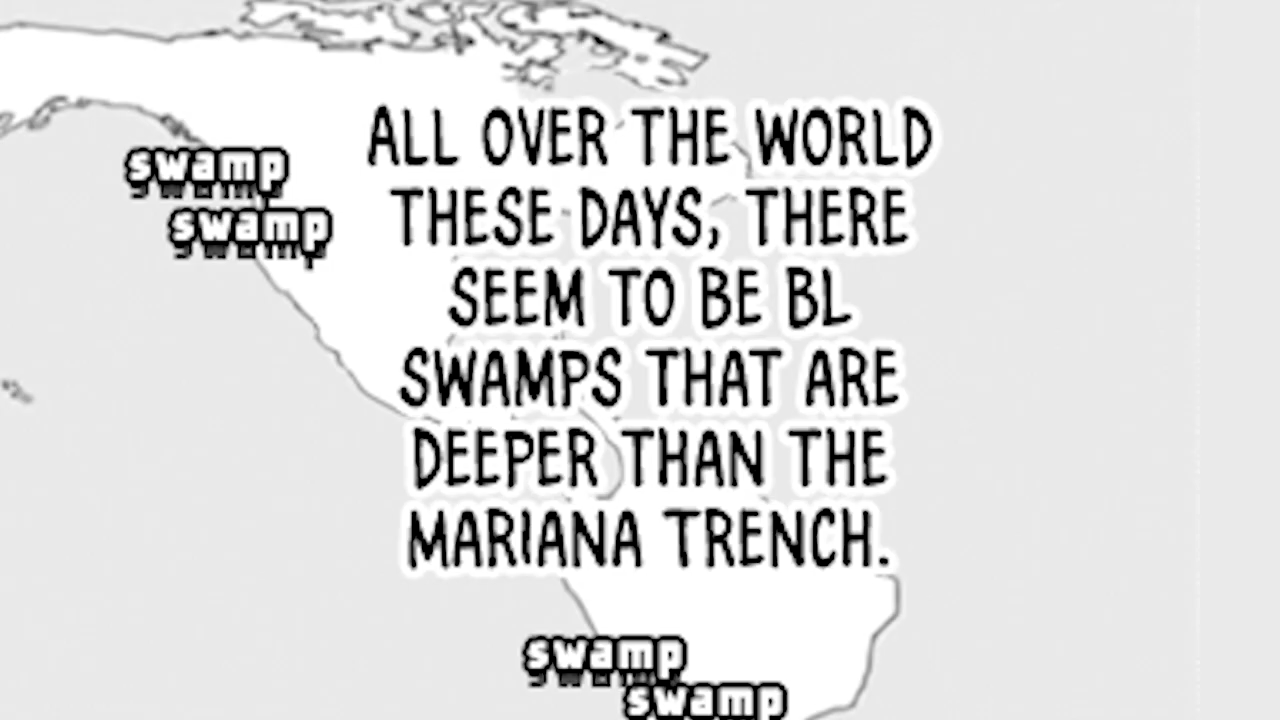 swamp
swamp
ALL OVER THE WORLD
THESE DAYS, THERE
SEEM TO BE BL
SWAMPS THAT ARE
DEEPER THAN THE
MARIANA TRENCH.
swamp
swamp